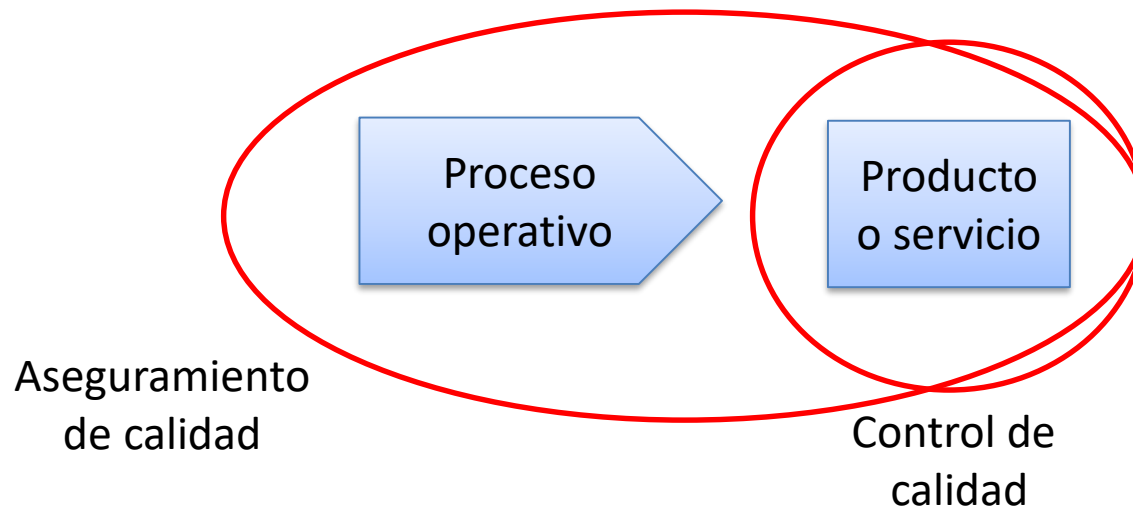 Proceso
operativo
Producto
o servicio
Aseguramiento
de calidad
Control de
calidad